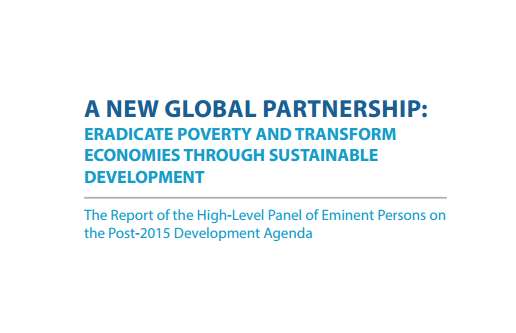 A NEW GLOBAL PARTNERSHIP:
ERADICATE POVERTY AND TRANSFORM
ECONOMIES THROUGH SUSTAINABLE
DEVELOPMENT
The Report of the High-Level Panel of Eminent Persons on
the Post-2015 Development Agenda